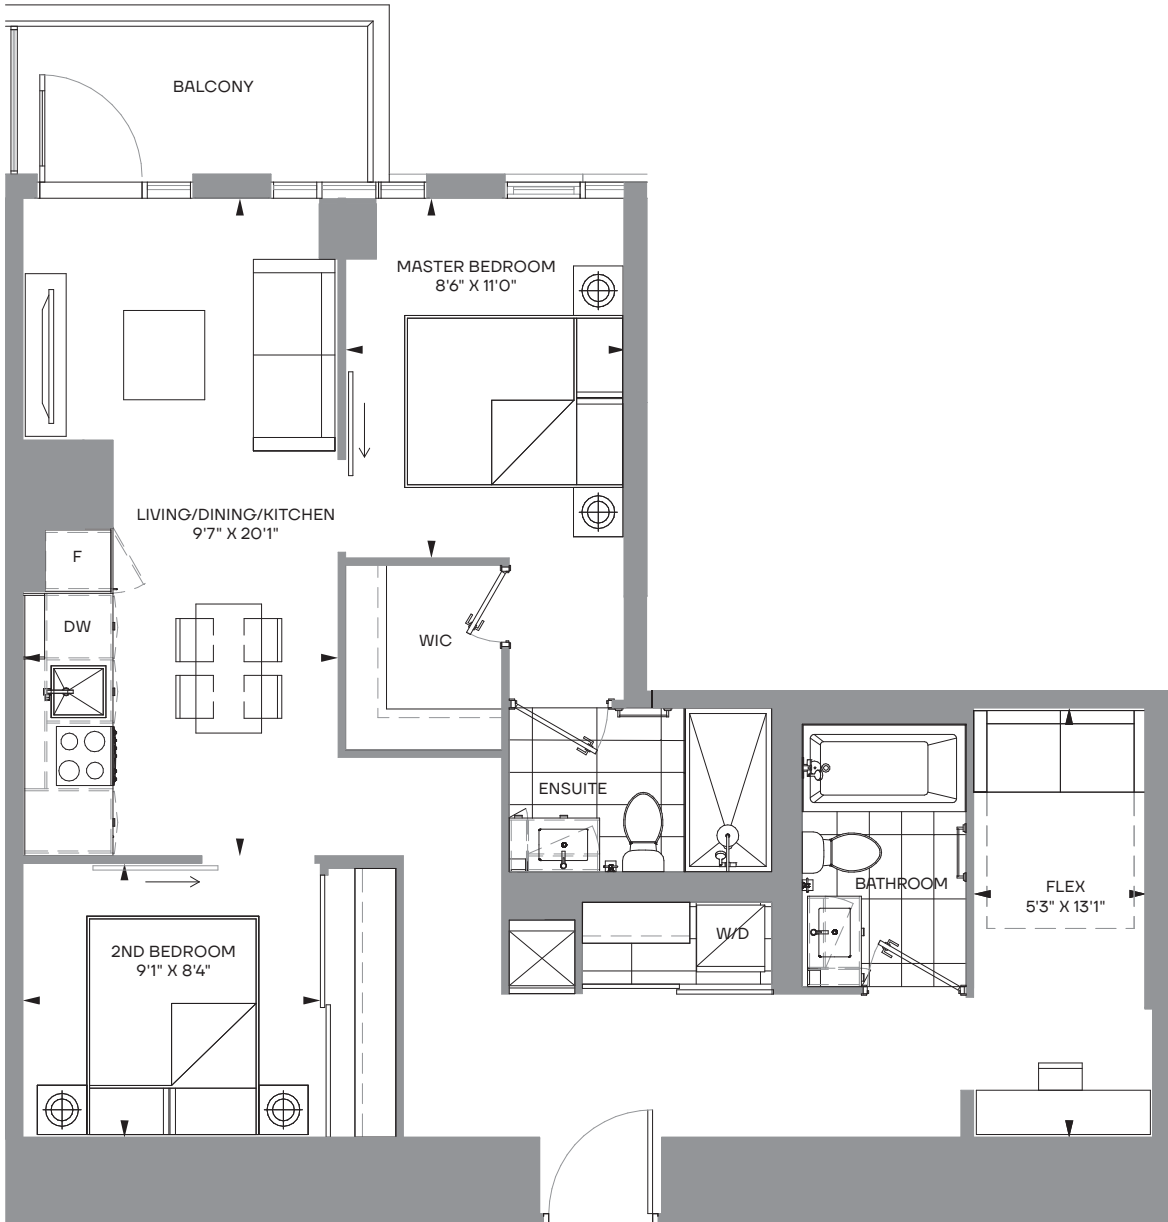 BALCONY
MASTER BEDROOM
8'6" X 11'0"
LIVING/DINING/KITCHEN
9'7" X 20'1"
F
DW
WIC
ENSUITE
BATHROOM
FLEX
5'3" X 13'1"
W/D
2ND BEDROOM
9'1" X 8'4"